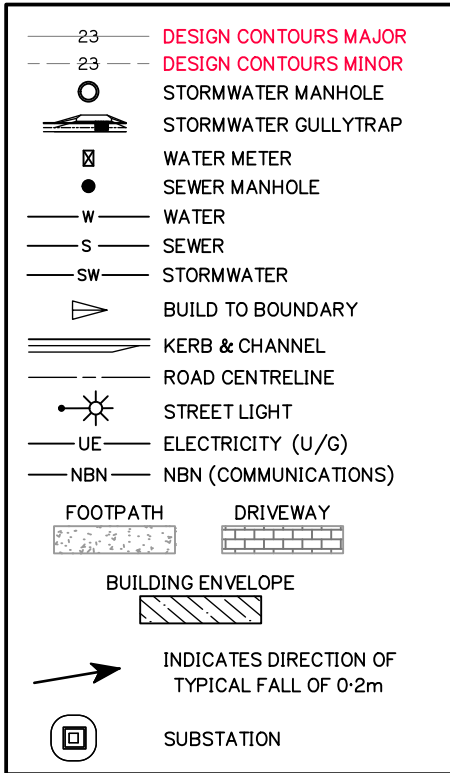 23 DESIGN CONTOURS MAJOR
23 DESIGN CONTOURS MINOR
STORMWATER MANHOLE
STORMWATER GULLYTRAP
WATER METER
SEWER MANHOLE
W WATER
S SEWER
SW STORMWATER
BUILD TO BOUNDARY
KERB & CHANNEL
ROAD CENTRELINE
STREET LIGHT
UE ELECTRICITY (U/G)
NBN NBN (COMMUNICATIONS)
FOOTPATH DRIVEWAY
BUILDING ENVELOPE
INDICATES DIRECTION OF
TYPICAL FALL OF 0·2m
SUBSTATION